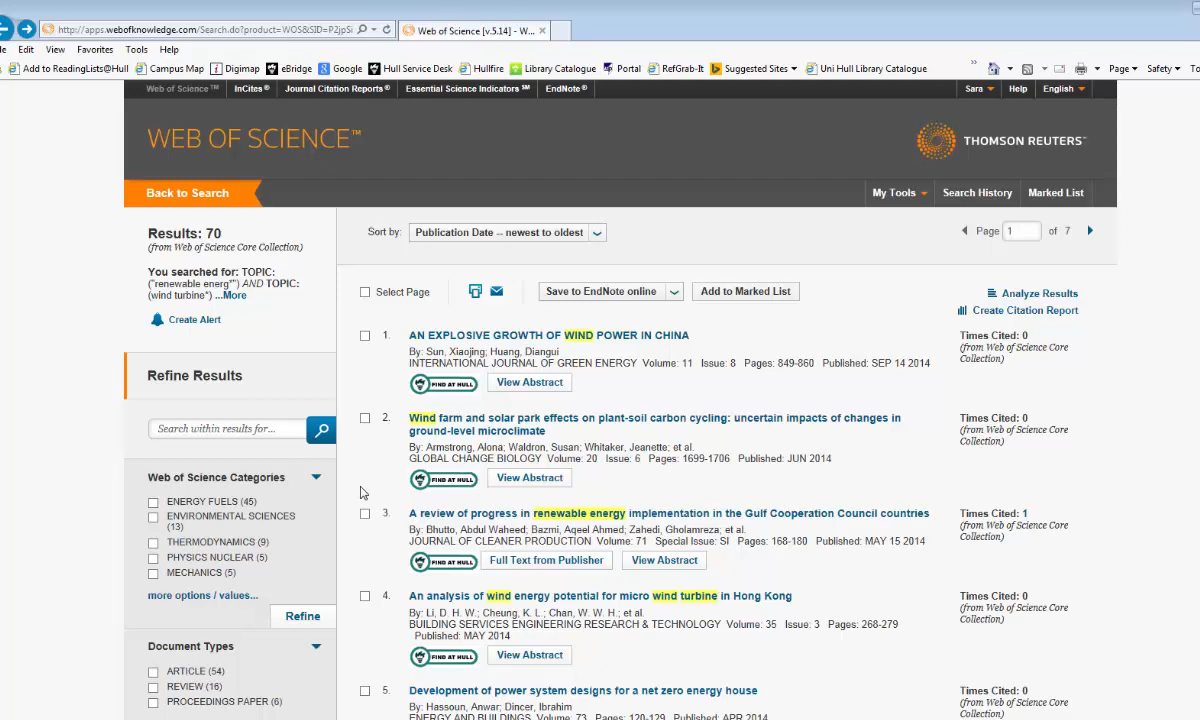 http://apps.webofknowledge.com/Search.do?product=WOS&SID=P2jpSi
Web of Science [v.5.14] - W...
Edit View Favorites Tools Help
Add to ReadingLists@Hull Campus Map Digimap eBridge Google Hull Service Desk Hullfire Library Catalogue Portal RefGrab-It Suggested Sites Uni Hull Library Catalogue Page Safety
Web of Science™ InCites® Journal Citation Reports® Essential Science Indicators℠ EndNote® Sara Help English
WEB OF SCIENCE™
THOMSON REUTERS™
Back to Search
My Tools Search History Marked List
Results: 70
(from Web of Science Core Collection)
You searched for: TOPIC:
("renewable energ*") AND TOPIC:
(wind turbine*) ...More
Create Alert
Sort by: Publication Date -- newest to oldest
Page 1 of 7
Select Page Save to EndNote online Add to Marked List
Analyze Results
Create Citation Report
Refine Results
Search within results for...
Web of Science Categories
ENERGY FUELS (45)
ENVIRONMENTAL SCIENCES
(13)
THERMODYNAMICS (9)
PHYSICS NUCLEAR (5)
MECHANICS (5)
more options / values...
Refine
Document Types
ARTICLE (54)
REVIEW (16)
PROCEEDINGS PAPER (6)
1. AN EXPLOSIVE GROWTH OF WIND POWER IN CHINA
By: Sun, Xiaojing; Huang, Diangui
INTERNATIONAL JOURNAL OF GREEN ENERGY Volume: 11 Issue: 8 Pages: 849-860 Published: SEP 14 2014
FIND AT HULL View Abstract
Times Cited: 0
(from Web of Science Core
Collection)
2. Wind farm and solar park effects on plant-soil carbon cycling: uncertain impacts of changes in
ground-level microclimate
By: Armstrong, Alona; Waldron, Susan; Whitaker, Jeanette; et al.
GLOBAL CHANGE BIOLOGY Volume: 20 Issue: 6 Pages: 1699-1706 Published: JUN 2014
FIND AT HULL View Abstract
Times Cited: 0
(from Web of Science Core
Collection)
3. A review of progress in renewable energy implementation in the Gulf Cooperation Council countries
By: Bhutto, Abdul Waheed; Bazmi, Aqeel Ahmed; Zahedi, Gholamreza; et al.
JOURNAL OF CLEANER PRODUCTION Volume: 71 Special Issue: SI Pages: 168-180 Published: MAY 15 2014
FIND AT HULL Full Text from Publisher View Abstract
Times Cited: 1
(from Web of Science Core
Collection)
4. An analysis of wind energy potential for micro wind turbine in Hong Kong
By: Li, D. H. W.; Cheung, K. L.; Chan, W. W. H.; et al.
BUILDING SERVICES ENGINEERING RESEARCH & TECHNOLOGY Volume: 35 Issue: 3 Pages: 268-279
Published: MAY 2014
FIND AT HULL View Abstract
Times Cited: 0
(from Web of Science Core
Collection)
5. Development of power system designs for a net zero energy house
By: Hassoun, Anwar; Dincer, Ibrahim
ENERGY AND BUILDINGS Volume: 73 Pages: 120-129 Published: APR 2014
Times Cited: 0
(from Web of Science Core
Collection)